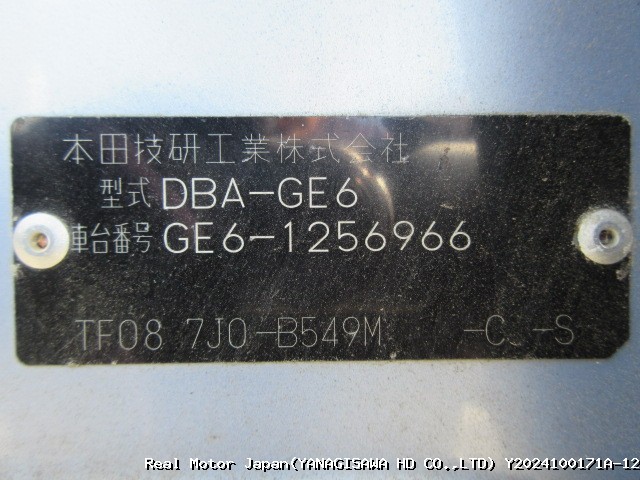 本田技研工業株式会社
型式 DBA-GE6
車台番号 GE6-1256966
TF08 7J0-B549M -C -S
Real Motor Japan(YANAGISAWA HD CO.,LTD) Y2024100171A-12